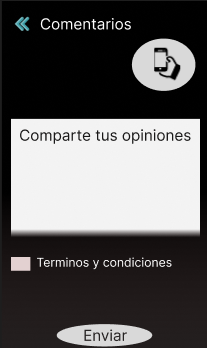 Comentarios
Comparte tus opiniones
Terminos y condiciones
Enviar